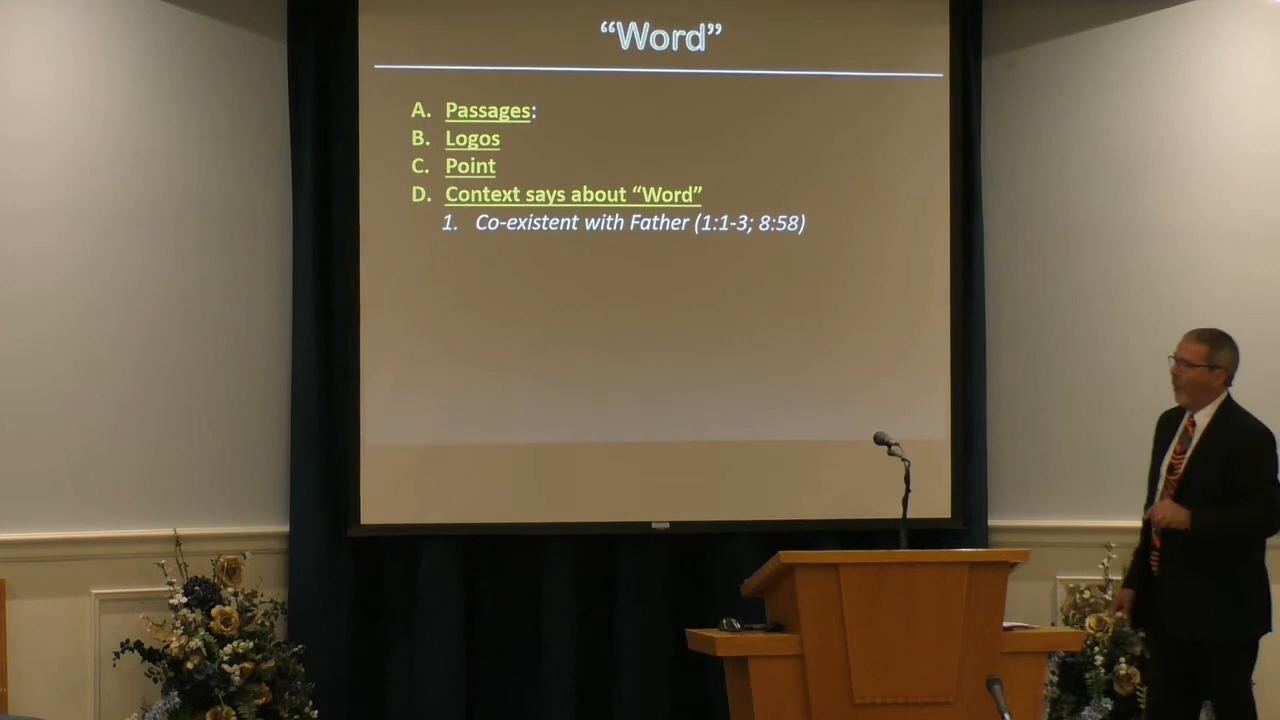 “Word”
A. Passages:
B. Logos
C. Point
D. Context says about “Word”
1. Co-existent with Father (1:1-3; 8:58)